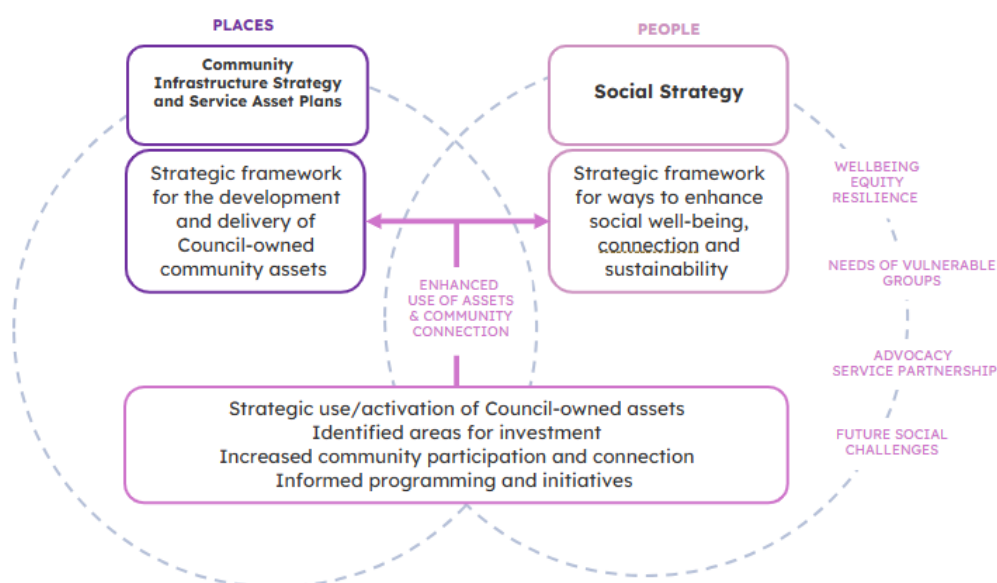 PLACES
Community
Infrastructure Strategy
and Service Asset Plans
Strategic framework
for the development
and delivery of
Council-owned
community assets
PEOPLE
Social Strategy
Strategic framework
for ways to enhance
social well-being,
connection and
sustainability
ENHANCED
USE OF ASSETS
& COMMUNITY
CONNECTION
Strategic use/activation of Council-owned assets
Identified areas for investment
Increased community participation and connection
Informed programming and initiatives
WELLBEING
EQUITY
RESILIENCE
NEEDS OF VULNERABLE
GROUPS
ADVOCACY
SERVICE PARTNERSHIP
FUTURE SOCIAL
CHALLENGES